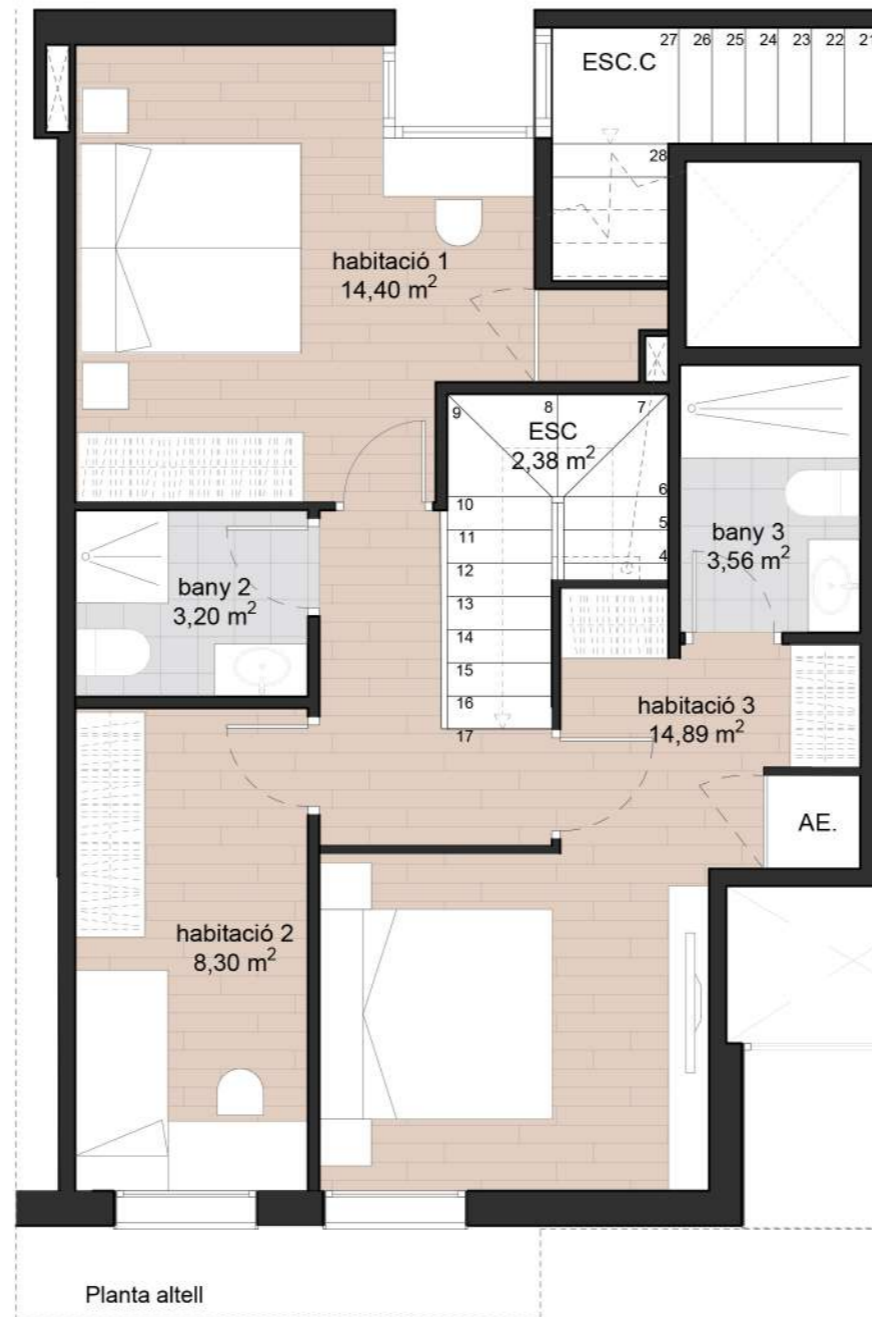 27 26 25 24 23 22 21
ESC.C
28
habitació 1
14,40 m²
9 8 7
ESC
2,38 m²
6
10
5
11
4
12
13
14
15
16
17
bany 3
3,56 m²
bany 2
3,20 m²
habitació 3
14,89 m²
AE.
habitació 2
8,30 m²
Planta altell